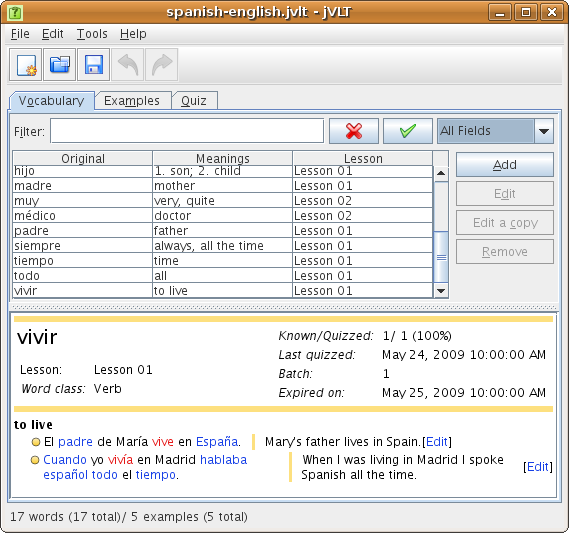 spanish-english.jvlt - jVLT
File Edit Tools Help
Vocabulary Examples Quiz
Filter: All Fields
Original Meanings Lesson
hijo 1. son; 2. child Lesson 01
madre mother Lesson 01
muy very, quite Lesson 02
médico doctor Lesson 02
padre father Lesson 01
siempre always, all the time Lesson 01
tiempo time Lesson 01
todo all Lesson 01
vivir to live Lesson 01
Add
Edit
Edit a copy
Remove
vivir
Lesson: Lesson 01
Word class: Verb
Known/Quizzed: 1/ 1 (100%)
Last quizzed: May 24, 2009 10:00:00 AM
Batch: 1
Expired on: May 25, 2009 10:00:00 AM
to live
El padre de María vive en España. Mary's father lives in Spain.[Edit]
Cuando yo vivía en Madrid hablaba
español todo el tiempo.
When I was living in Madrid I spoke
Spanish all the time.
[Edit]
17 words (17 total)/ 5 examples (5 total)